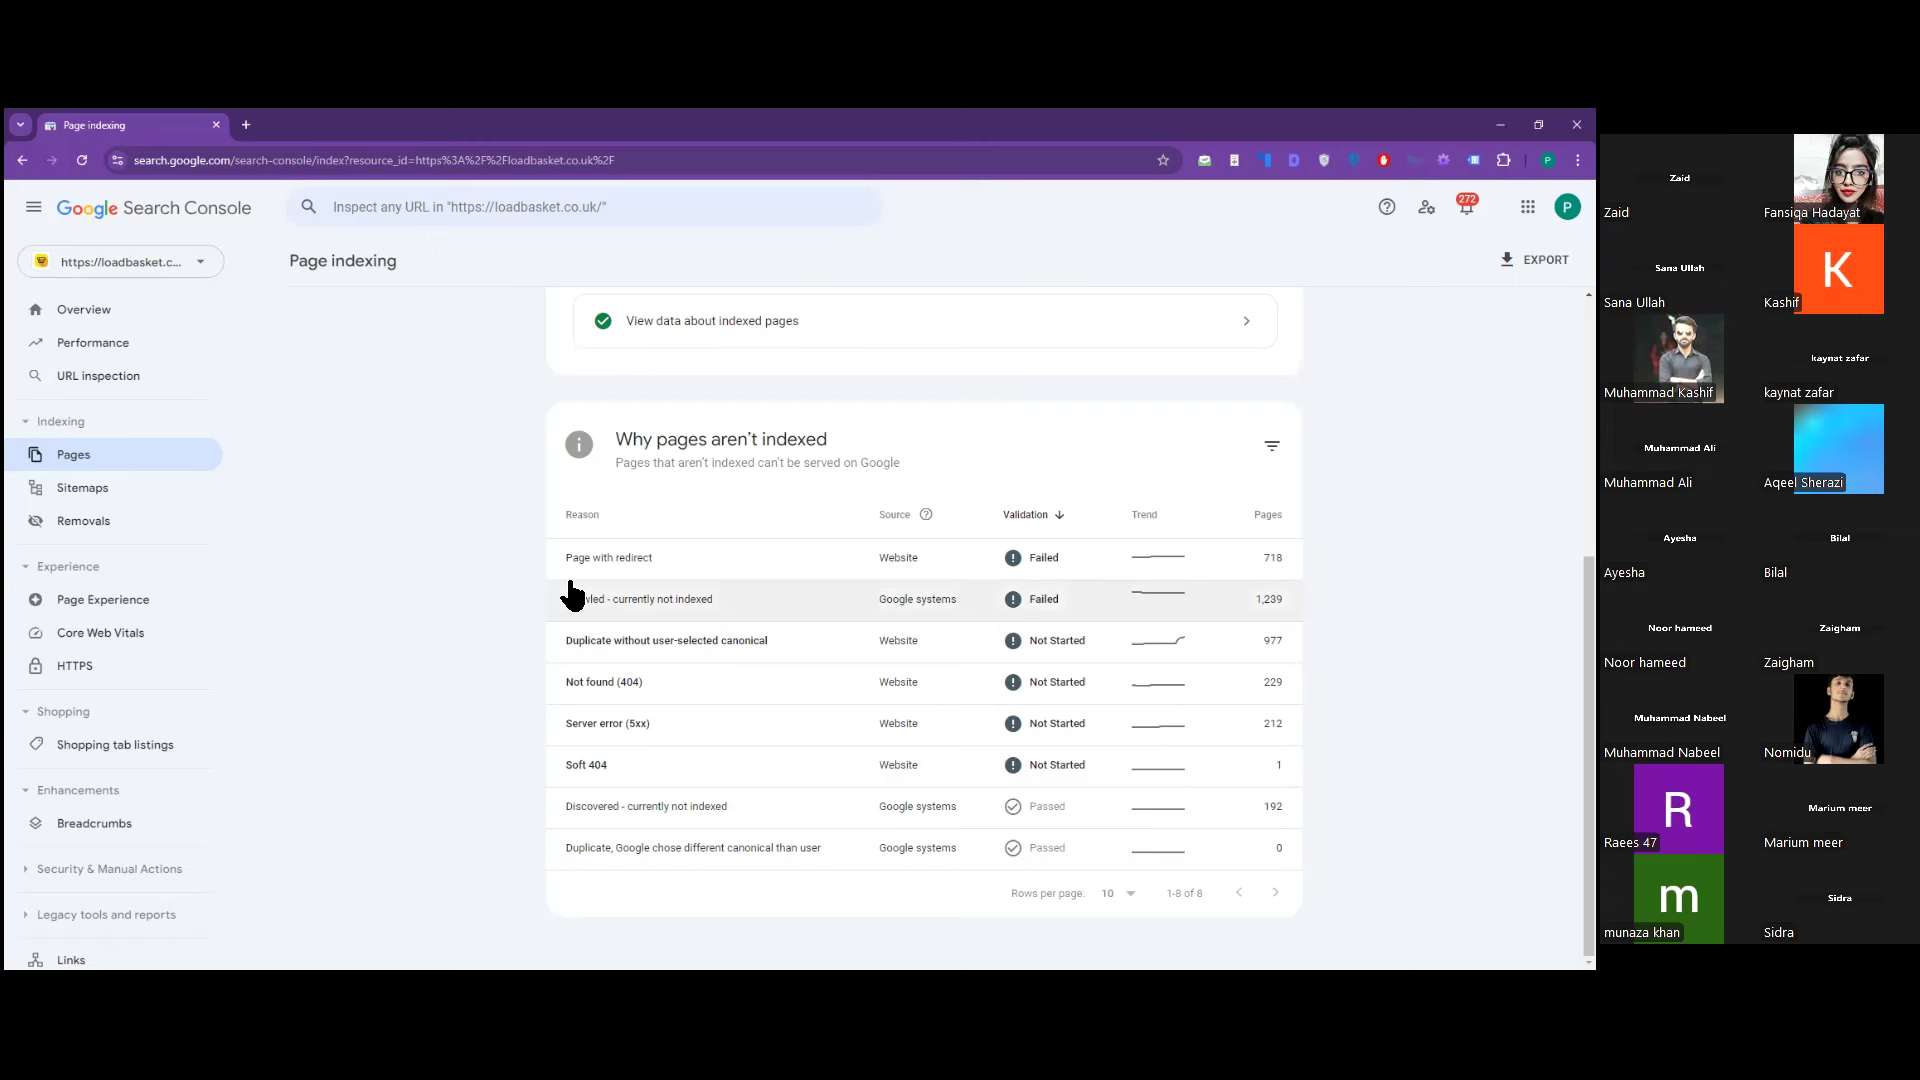 Page indexing
search.google.com/search-console/index?resource_id=https%3A%2F%2Floadbasket.co.uk%2F
P
Google Search Console
Inspect any URL in "https://loadbasket.co.uk/"
272
P
https://loadbasket.c...
Page indexing
EXPORT
Overview
Performance
URL inspection
Indexing
Pages
Sitemaps
Removals
Experience
Page Experience
Core Web Vitals
HTTPS
Shopping
Shopping tab listings
Enhancements
Breadcrumbs
Security & Manual Actions
Legacy tools and reports
Links
View data about indexed pages
Why pages aren't indexed
Pages that aren't indexed can't be served on Google
Reason Source Validation Trend Pages
Page with redirect Website Failed 718
- currently not indexed Google systems Failed 1,239
Duplicate without user-selected canonical Website Not Started 977
Not found (404) Website Not Started 229
Server error (5xx) Website Not Started 212
Soft 404 Website Not Started 1
Discovered - currently not indexed Google systems Passed 192
Duplicate, Google chose different canonical than user Google systems Passed 0
Rows per page: 10 1-8 of 8
Zaid
Zaid
Fansiqa Hadayat
Sana Ullah
Sana Ullah
K
Kashif
Muhammad Kashif
kaynat zafar
kaynat zafar
Muhammad Ali
Muhammad Ali
Aqeel Sherazi
Ayesha
Ayesha
Bilal
Bilal
Noor hameed
Noor hameed
Zaigham
Zaigham
Muhammad Nabeel
Muhammad Nabeel
Nomidu
R
Raees 47
Marium meer
Marium meer
m
munaza khan
Sidra
Sidra